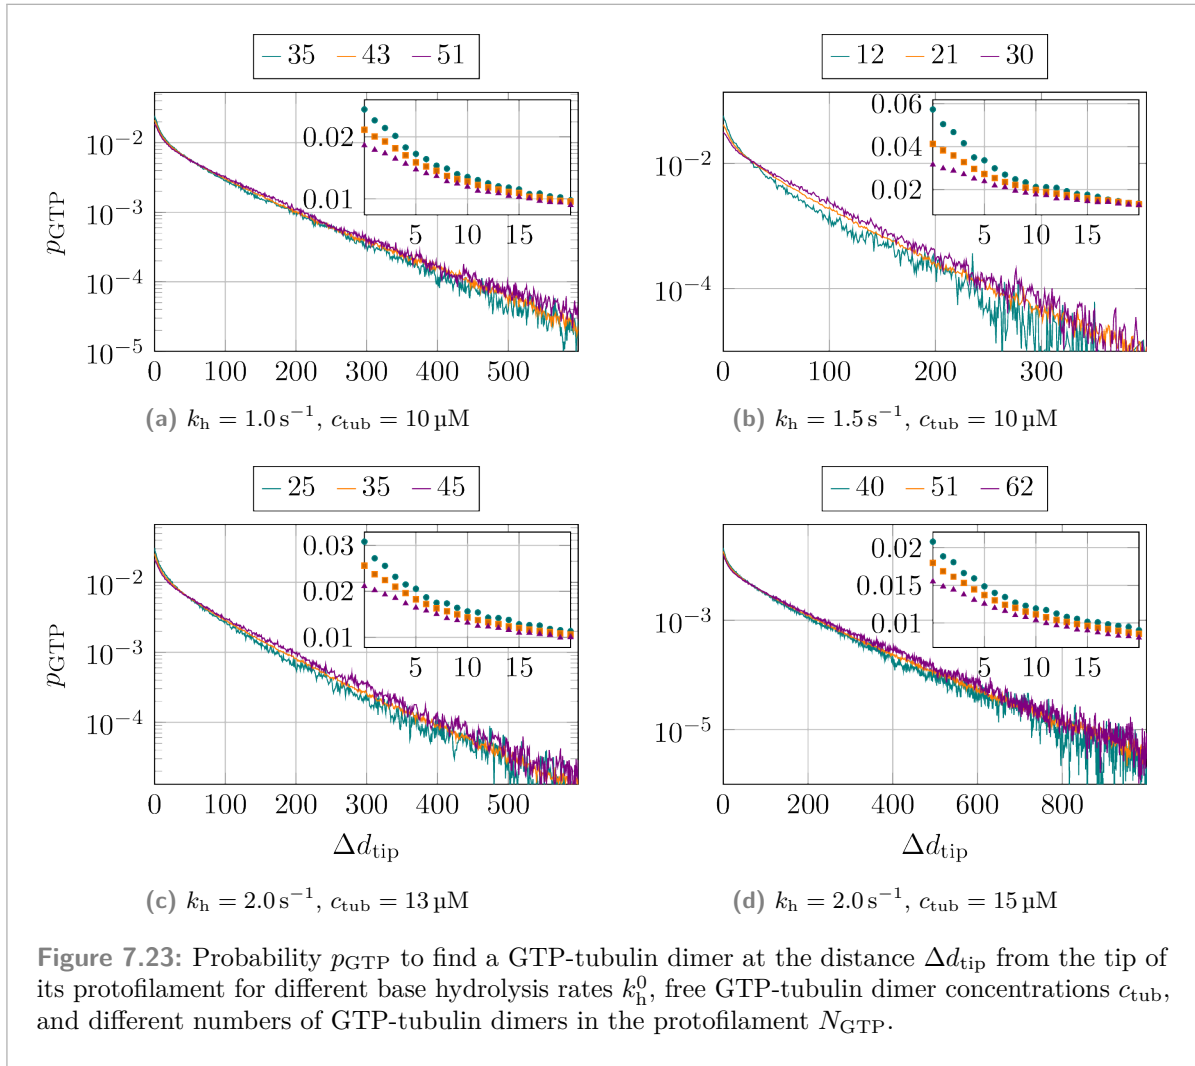 35 43 51
12 21 30
p_GTP
10^−2
10^−3
10^−4
10^−5
0 100 200 300 400 500
0.02
0.01
5 10 15
10^−2
10^−4
0 100 200 300
0.06
0.04
0.02
5 10 15
(a) k_h = 1.0 s^−1, c_tub = 10 µM
(b) k_h = 1.5 s^−1, c_tub = 10 µM
25 35 45
40 51 62
p_GTP
10^−2
10^−3
10^−4
0 100 200 300 400 500
0.03
0.02
0.01
5 10 15
Δd_tip
10^−3
10^−5
0 200 400 600 800
0.02
0.015
0.01
5 10 15
Δd_tip
(c) k_h = 2.0 s^−1, c_tub = 13 µM
(d) k_h = 2.0 s^−1, c_tub = 15 µM
Figure 7.23: Probability p_GTP to find a GTP-tubulin dimer at the distance Δd_tip from the tip of
its protofilament for different base hydrolysis rates k_h^0, free GTP-tubulin dimer concentrations c_tub,
and different numbers of GTP-tubulin dimers in the protofilament N_GTP.